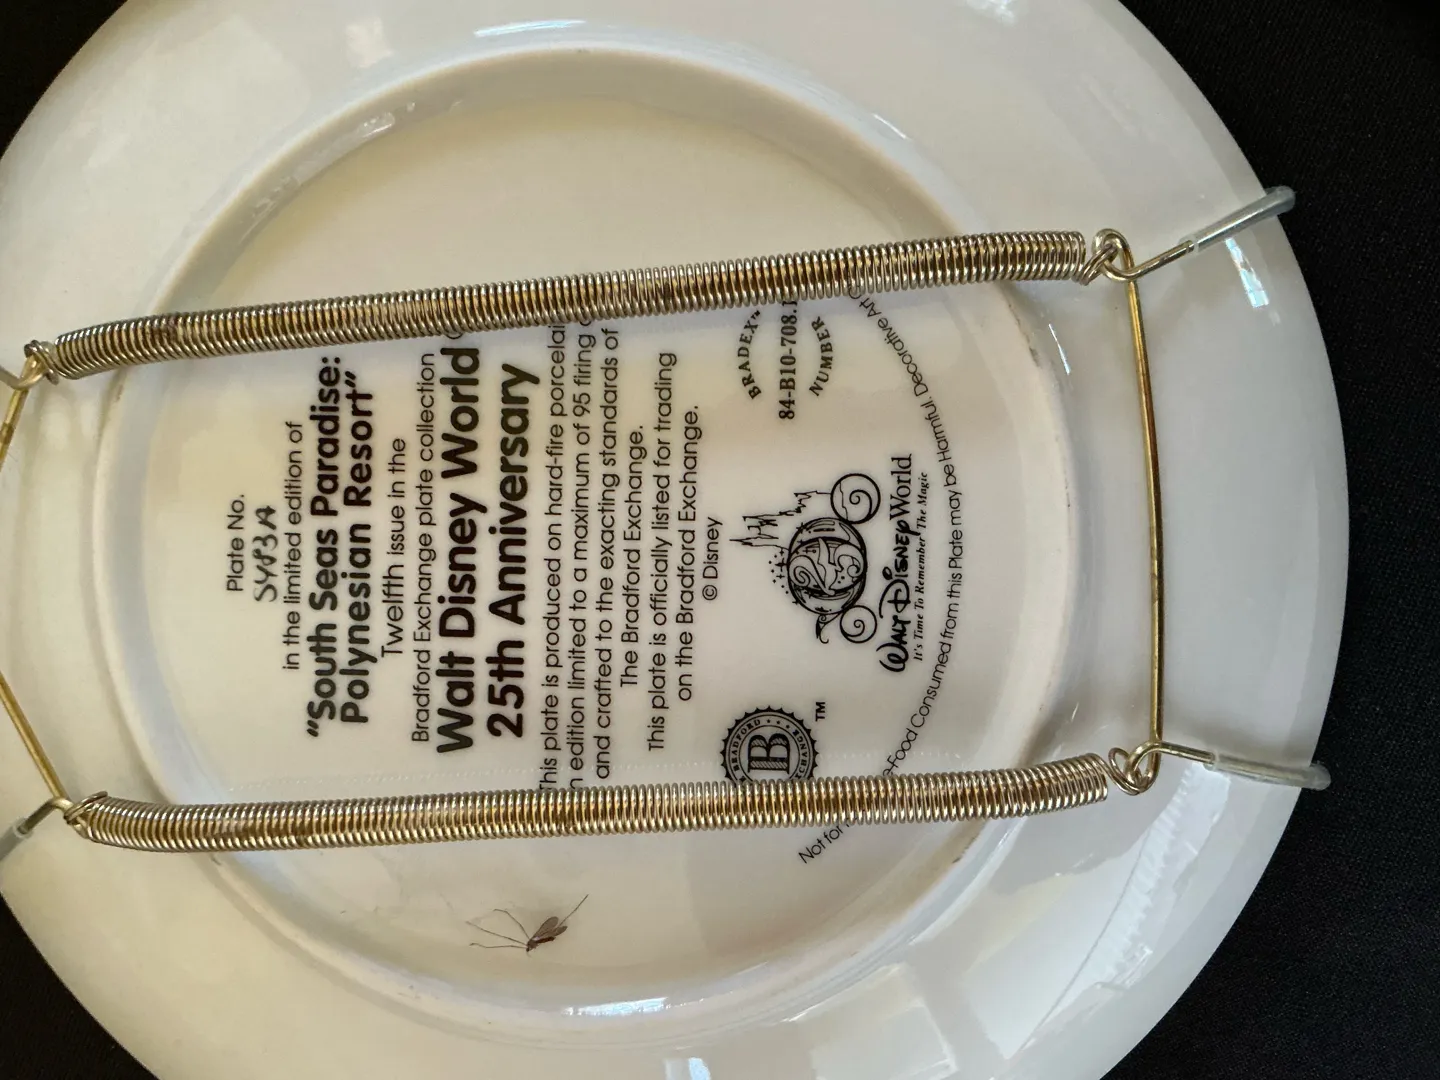 Plate No.
in the limited edition of
"South Seas Paradise:
Polynesian Resort"
Twelfth issue in the
Bradford Exchange plate collection
Walt Disney World
25th Anniversary
This plate is produced on hard-fire porcelai
edition limited to a maximum of 95 firing
and crafted to the exacting standards of
The Bradford Exchange.
This plate is officially listed for trading
on the Bradford Exchange.
© Disney
BRADFORD
B
TM
BRADEX
84-B10-708.1
NUMBER
WALT DISNEY World
It's Time To Remember The Magic
Not for Food Consumed from this Plate may be Harmful. Decorative Art